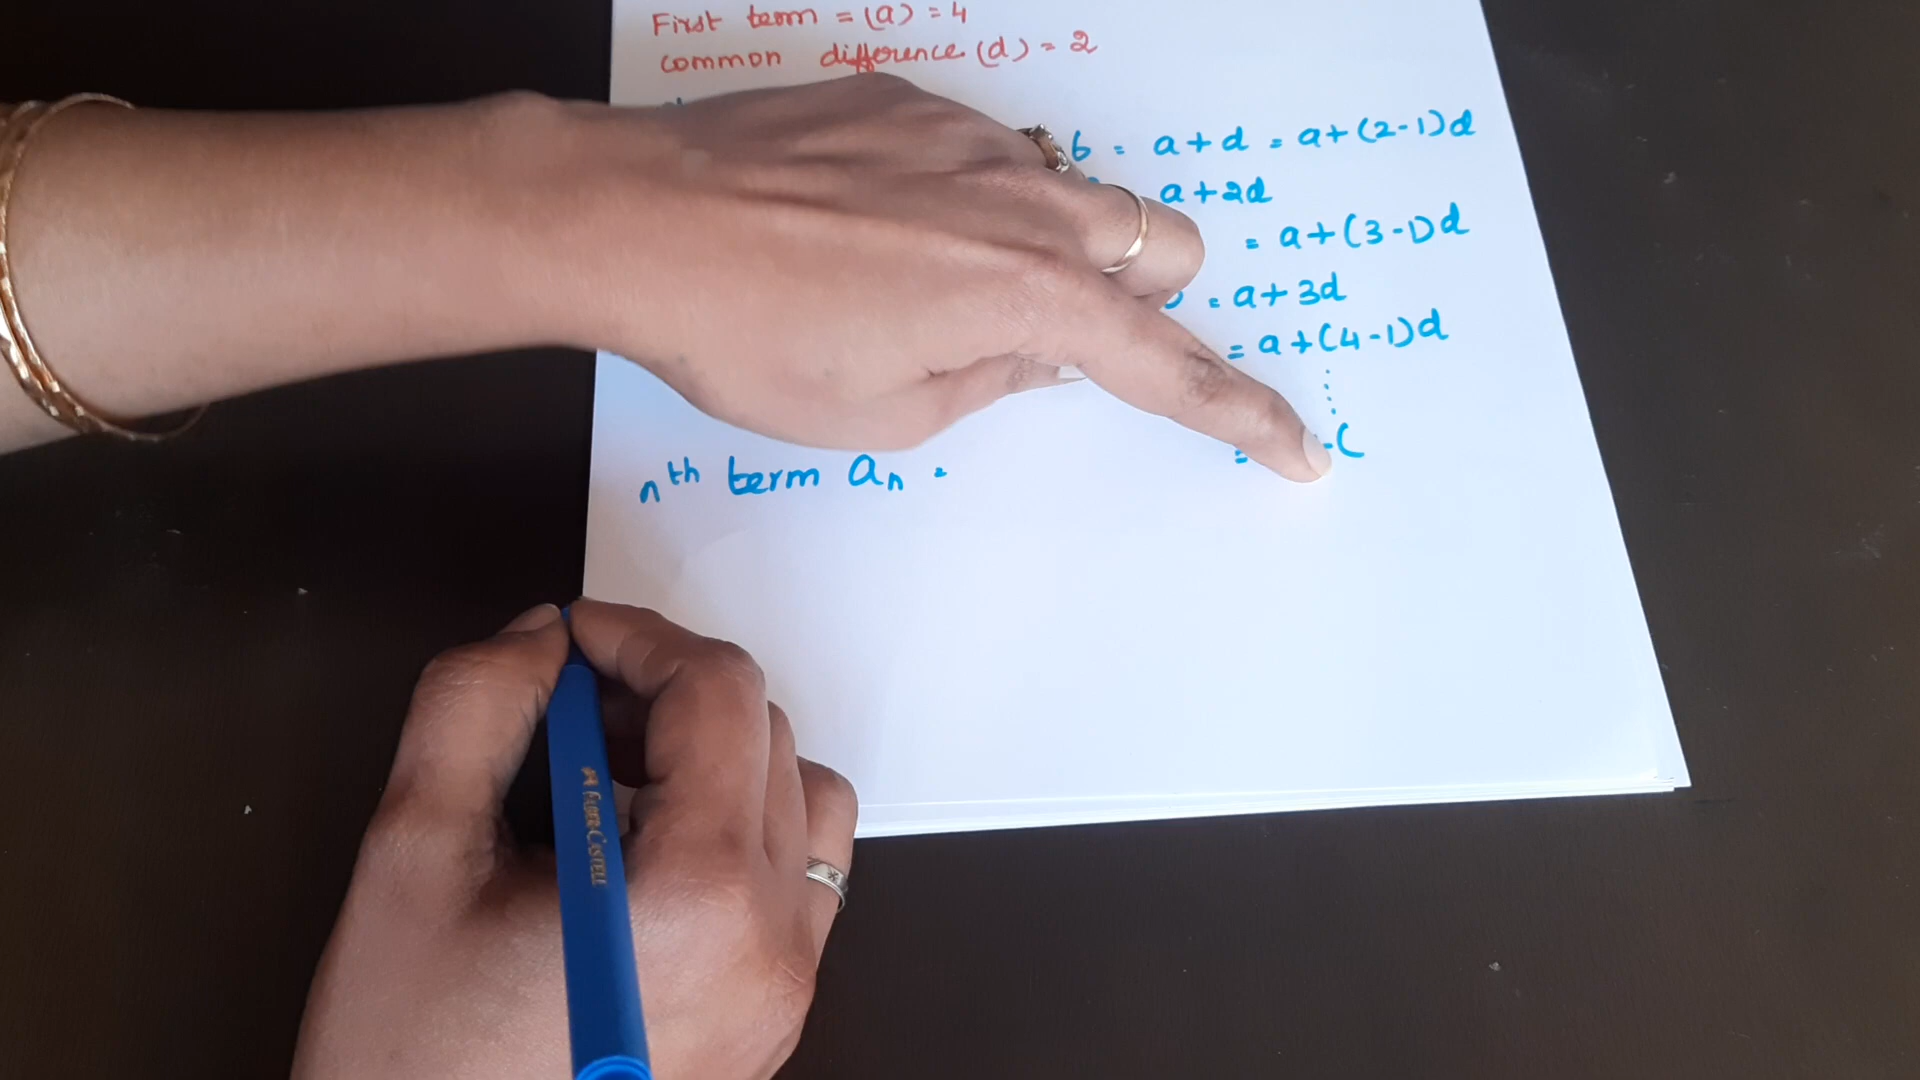 First term = (a) = 4
common difference (d) = 2
6 = a+d = a+(2-1)d
a+2d
= a+(3-1)d
= a+3d
= a+(4-1)d
= (
nth term an =
FABER-CASTELL